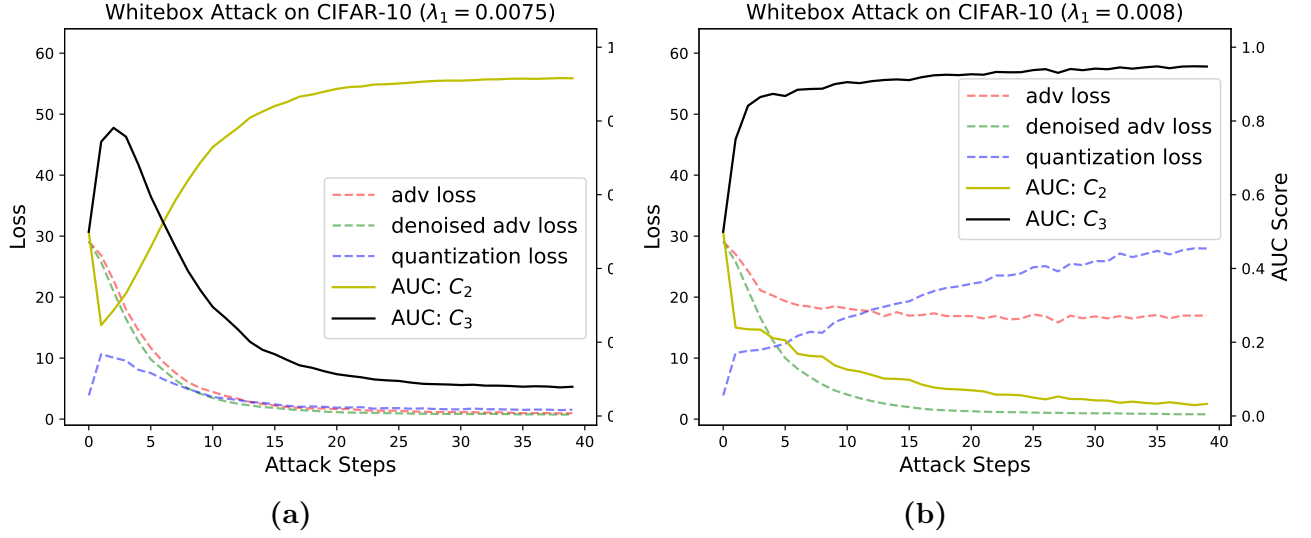 Whitebox Attack on CIFAR-10 (λ₁ = 0.0075)
60
50
40
30
20
10
0
Loss
adv loss
denoised adv loss
quantization loss
AUC: C₂
AUC: C₃
0 5 10 15 20 25 30 35 40
Attack Steps
(a)
Whitebox Attack on CIFAR-10 (λ₁ = 0.008)
60
50
40
30
20
10
0
Loss
adv loss
denoised adv loss
quantization loss
AUC: C₂
AUC: C₃
1.0
0.8
0.6
0.4
0.2
0.0
AUC Score
0 5 10 15 20 25 30 35 40
Attack Steps
(b)